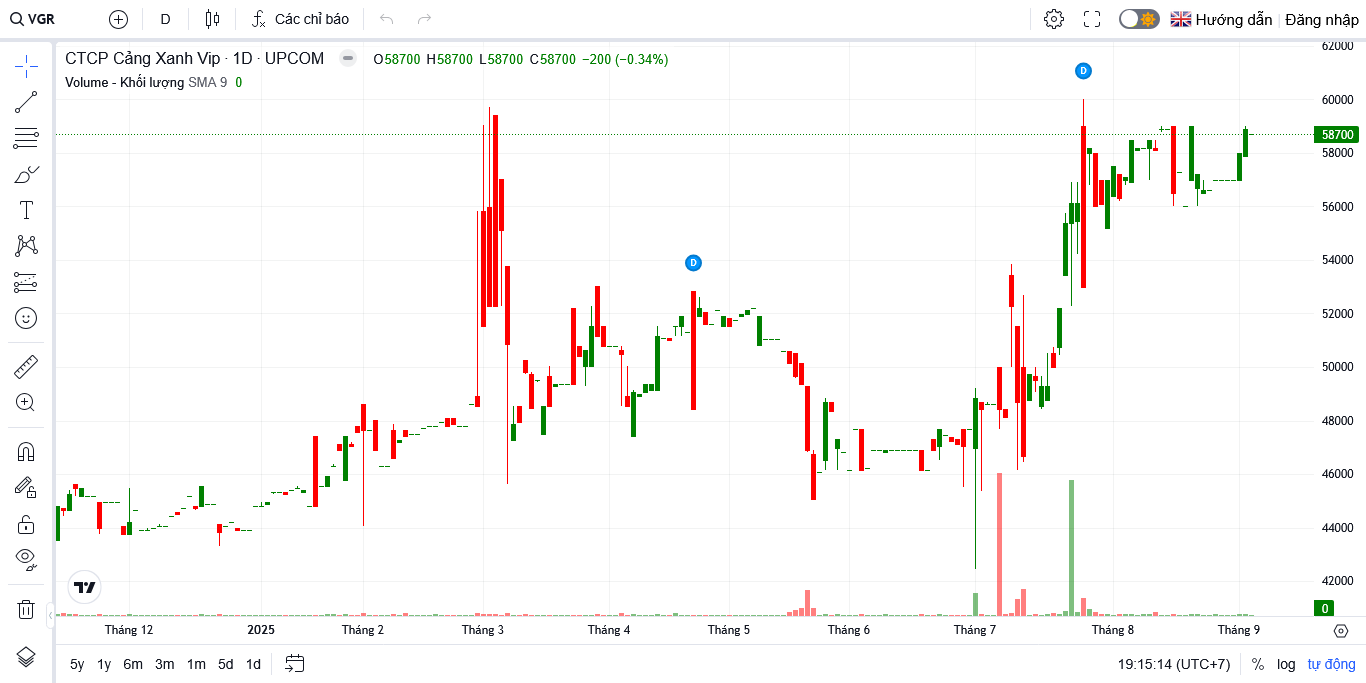 VGR D Các chỉ báo Hướng dẫn Đăng nhập
CTCP Cảng Xanh Vip · 1D · UPCOM O58700 H58700 L58700 C58700 −200 (−0.34%)
Volume - Khối lượng SMA 9 0
D
D
62000
60000
58700
58000
56000
54000
52000
50000
48000
46000
44000
42000
0
Tháng 12 2025 Tháng 2 Tháng 3 Tháng 4 Tháng 5 Tháng 6 Tháng 7 Tháng 8 Tháng 9
5y 1y 6m 3m 1m 5d 1d 19:15:14 (UTC+7) % log tự động